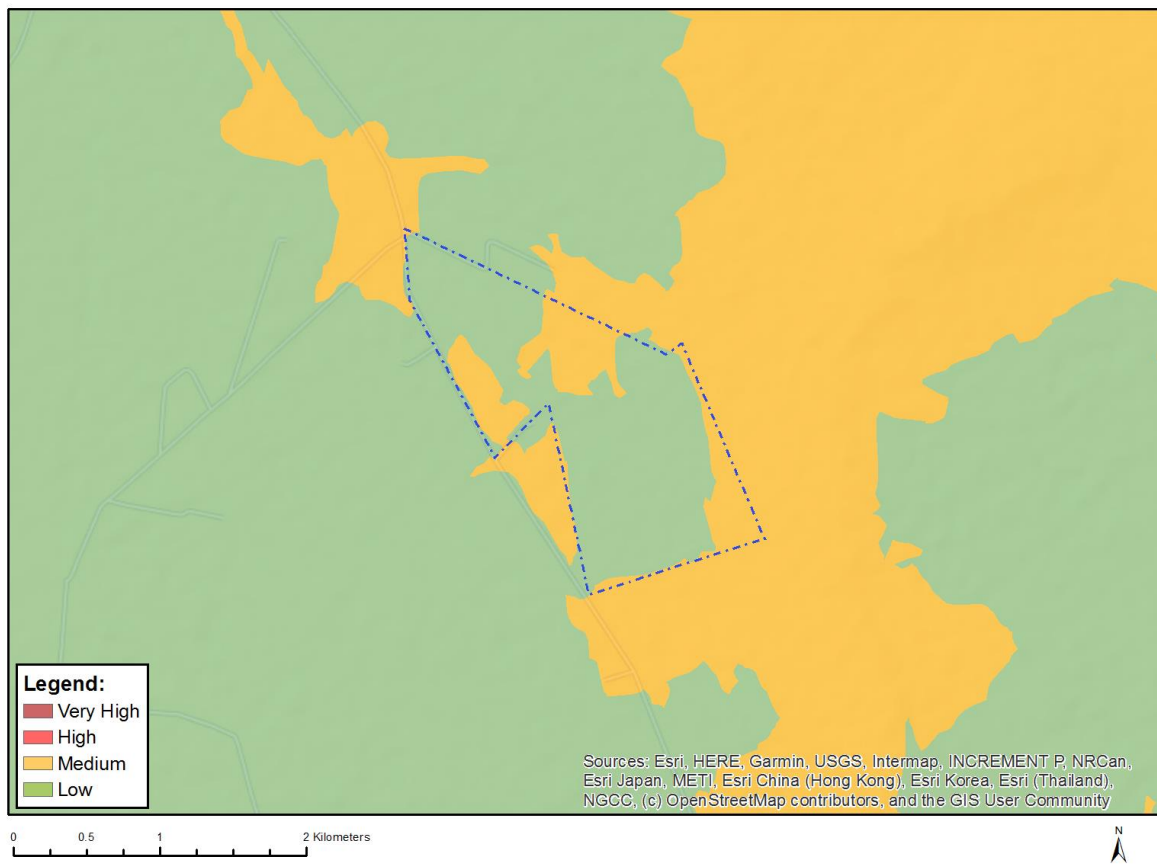 Legend:
Very High
High
Medium
Low
Sources: Esri, HERE, Garmin, USGS, Intermap, INCREMENT P, NRCan,
Esri Japan, METI, Esri China (Hong Kong), Esri Korea, Esri (Thailand),
NGCC, (c) OpenStreetMap contributors, and the GIS User Community
0 0.5 1 2 Kilometers
N